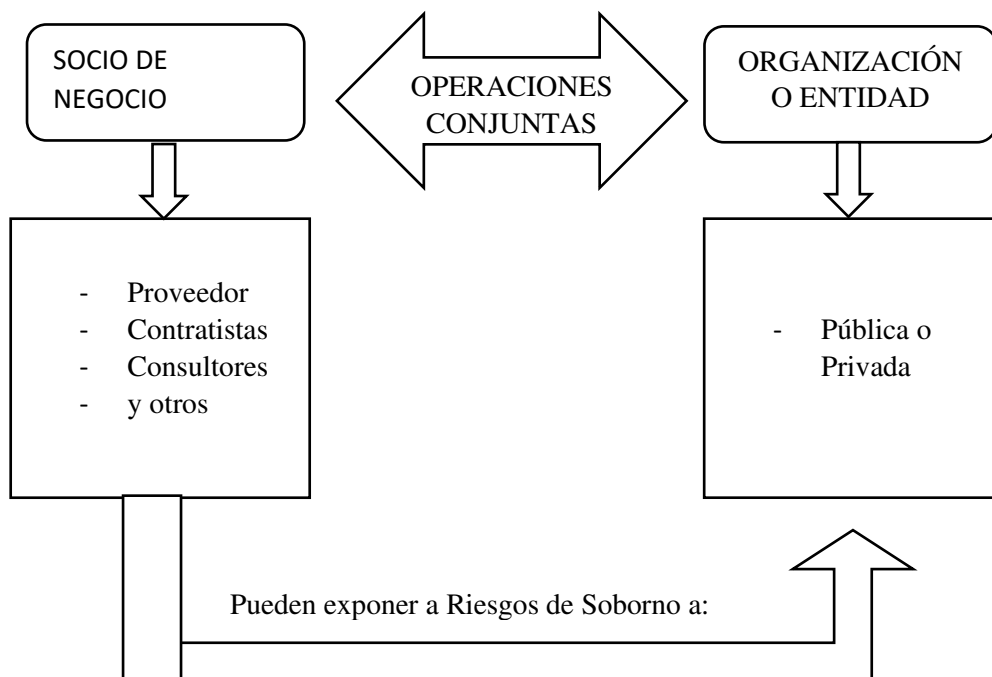 SOCIO DE
NEGOCIO
OPERACIONES
CONJUNTAS
ORGANIZACIÓN
O ENTIDAD
- Proveedor
- Contratistas
- Consultores
- y otros
- Pública o
Privada
Pueden exponer a Riesgos de Soborno a: